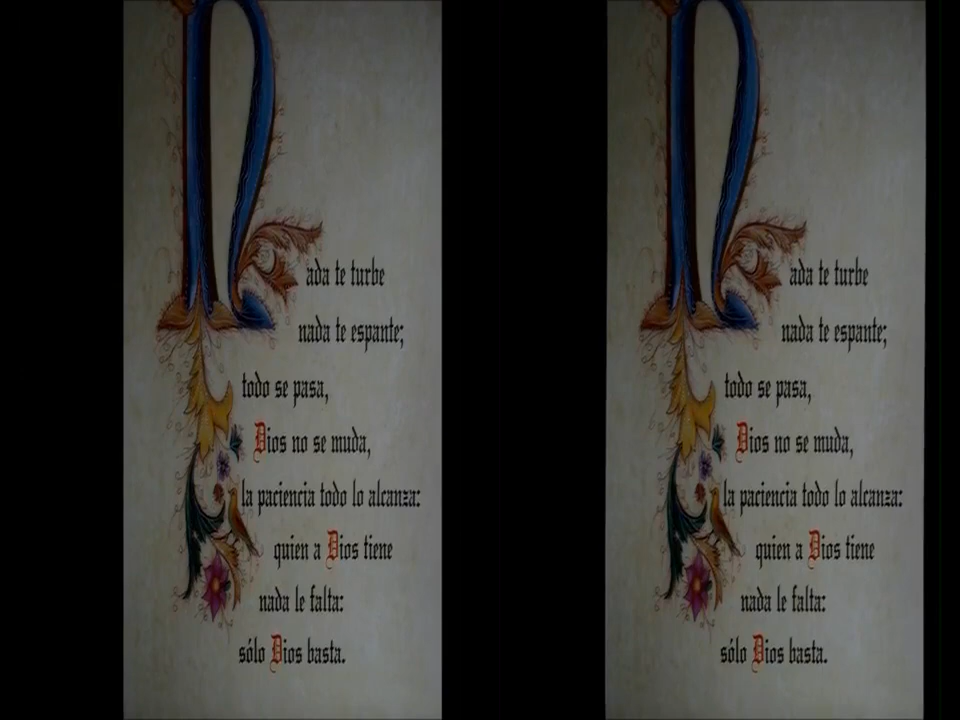 Nada te turbe
nada te espante;
todo se pasa,
Dios no se muda,
la paciencia todo lo alcanza:
quien a Dios tiene
nada le falta:
sólo Dios basta.
Nada te turbe
nada te espante;
todo se pasa,
Dios no se muda,
la paciencia todo lo alcanza:
quien a Dios tiene
nada le falta:
sólo Dios basta.